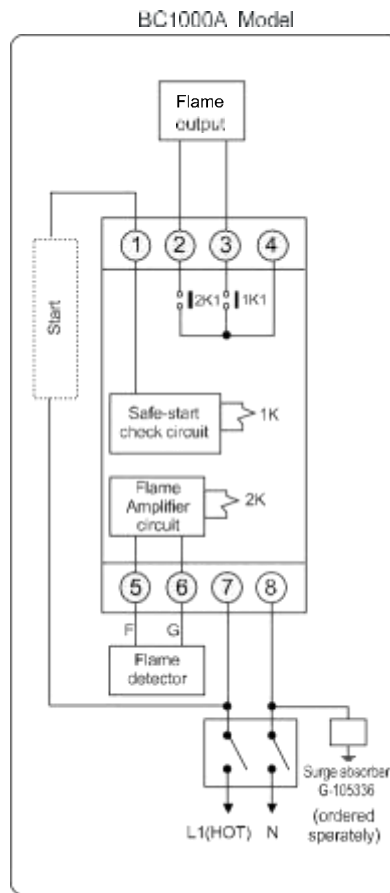 BC1000A Model
Flame
output
1 2 3 4
2K1 1K1
Start
Safe-start
check circuit
1K
Flame
Amplifier
circuit
2K
5 6 7 8
F G
Flame
detector
Surge absorber
G-105336
(ordered
sparately)
L1(HOT) N